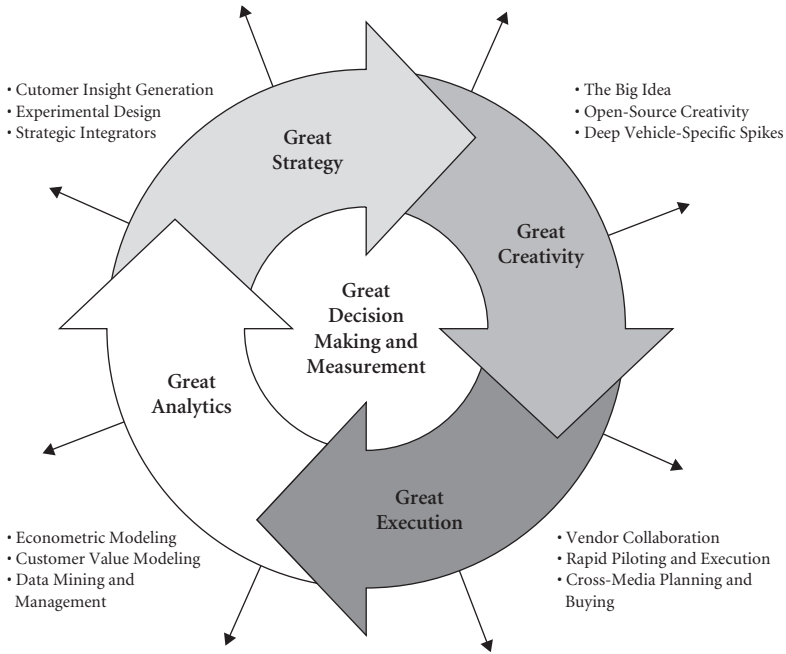 • Cutomer Insight Generation
• Experimental Design
• Strategic Integrators
• The Big Idea
• Open-Source Creativity
• Deep Vehicle-Specific Spikes
Great
Strategy
Great
Creativity
Great
Decision
Making and
Measurement
Great
Analytics
Great
Execution
• Econometric Modeling
• Customer Value Modeling
• Data Mining and
Management
• Vendor Collaboration
• Rapid Piloting and Execution
• Cross-Media Planning and
Buying